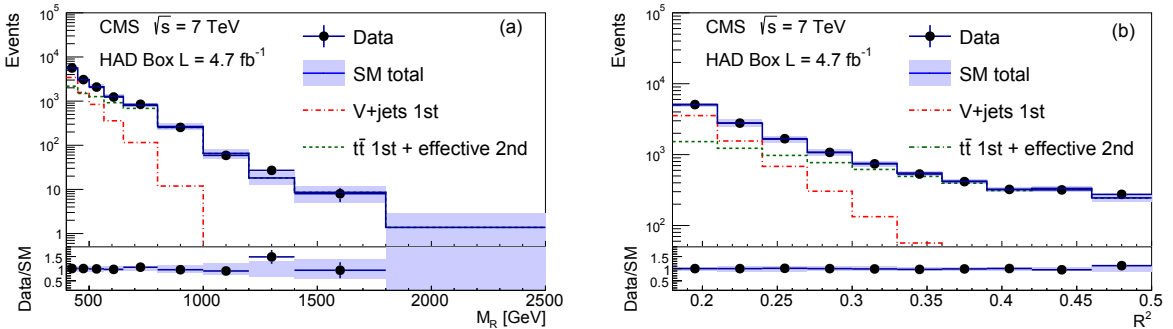 CMS √s = 7 TeV
(a)
HAD Box L = 4.7 fb⁻¹
Data
SM total
V+jets 1st
tt̄ 1st + effective 2nd
Events
10⁵
10⁴
10³
10²
10
1
Data/SM
1.5
1
0.5
500 1000 1500 2000 2500
M_R [GeV]
CMS √s = 7 TeV
(b)
HAD Box L = 4.7 fb⁻¹
Data
SM total
V+jets 1st
tt̄ 1st + effective 2nd
Events
10⁵
10⁴
10³
10²
Data/SM
1.5
1
0.5
0.2 0.25 0.3 0.35 0.4 0.45 0.5
R²